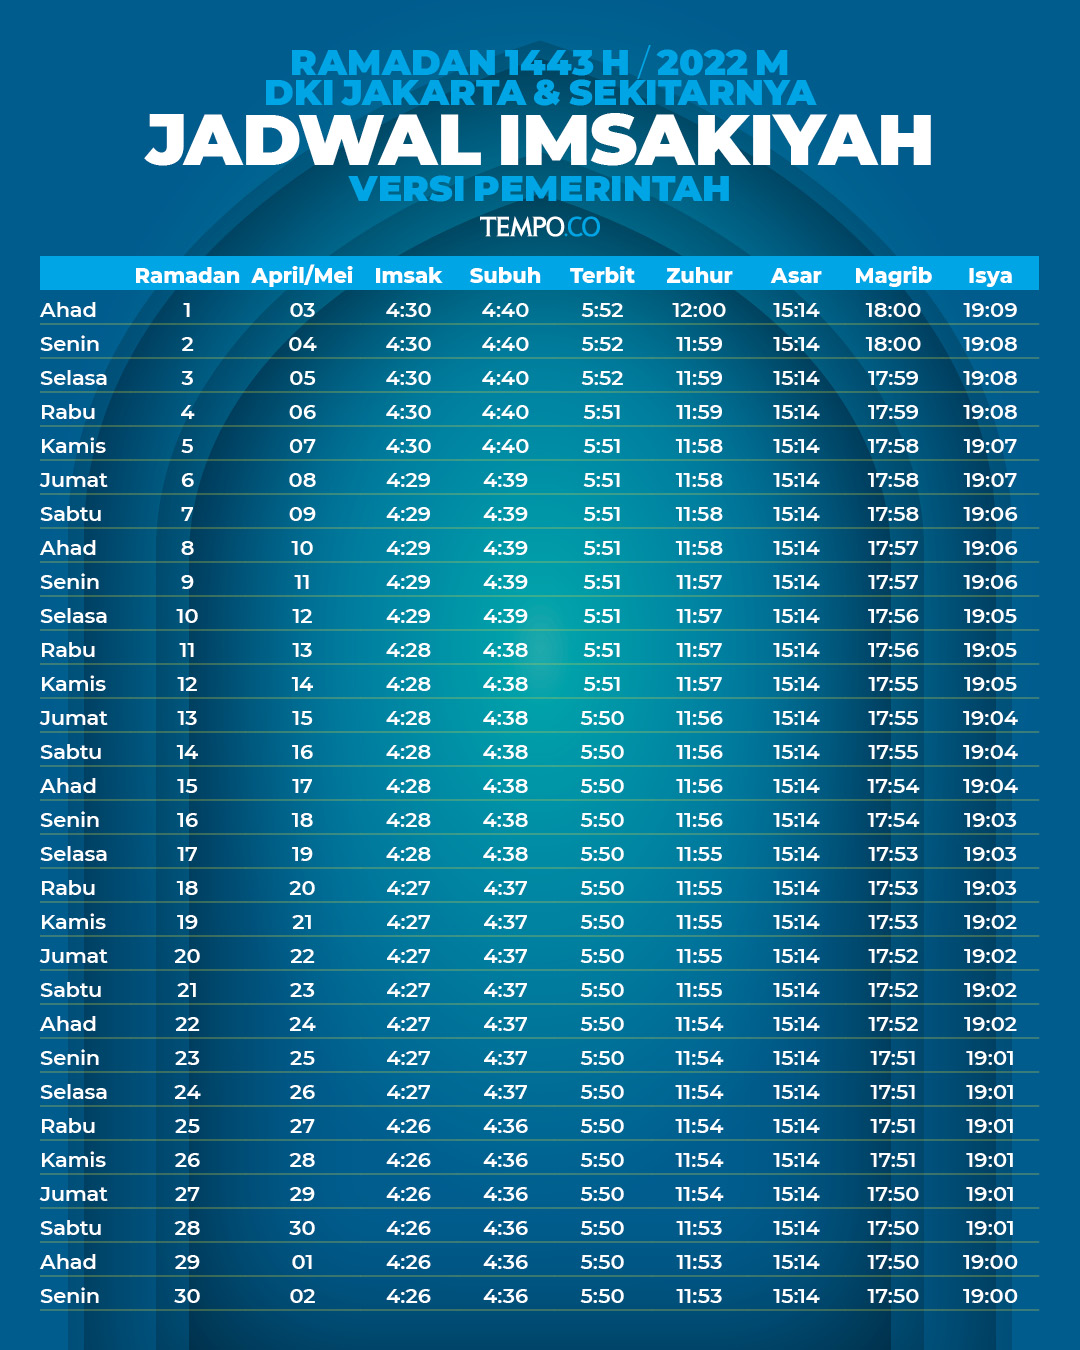 RAMADAN 1443 H / 2022 M
DKI JAKARTA & SEKITARNYA
JADWAL IMSAKIYAH
VERSI PEMERINTAH
TEMPO.CO
Ramadan April/Mei Imsak Subuh Terbit Zuhur Asar Magrib Isya
Ahad 1 03 4:30 4:40 5:52 12:00 15:14 18:00 19:09
Senin 2 04 4:30 4:40 5:52 11:59 15:14 18:00 19:08
Selasa 3 05 4:30 4:40 5:52 11:59 15:14 17:59 19:08
Rabu 4 06 4:30 4:40 5:51 11:59 15:14 17:59 19:08
Kamis 5 07 4:30 4:40 5:51 11:58 15:14 17:58 19:07
Jumat 6 08 4:29 4:39 5:51 11:58 15:14 17:58 19:07
Sabtu 7 09 4:29 4:39 5:51 11:58 15:14 17:58 19:06
Ahad 8 10 4:29 4:39 5:51 11:58 15:14 17:57 19:06
Senin 9 11 4:29 4:39 5:51 11:57 15:14 17:57 19:06
Selasa 10 12 4:29 4:39 5:51 11:57 15:14 17:56 19:05
Rabu 11 13 4:28 4:38 5:51 11:57 15:14 17:56 19:05
Kamis 12 14 4:28 4:38 5:51 11:57 15:14 17:55 19:05
Jumat 13 15 4:28 4:38 5:50 11:56 15:14 17:55 19:04
Sabtu 14 16 4:28 4:38 5:50 11:56 15:14 17:55 19:04
Ahad 15 17 4:28 4:38 5:50 11:56 15:14 17:54 19:04
Senin 16 18 4:28 4:38 5:50 11:56 15:14 17:54 19:03
Selasa 17 19 4:28 4:38 5:50 11:55 15:14 17:53 19:03
Rabu 18 20 4:27 4:37 5:50 11:55 15:14 17:53 19:03
Kamis 19 21 4:27 4:37 5:50 11:55 15:14 17:53 19:02
Jumat 20 22 4:27 4:37 5:50 11:55 15:14 17:52 19:02
Sabtu 21 23 4:27 4:37 5:50 11:55 15:14 17:52 19:02
Ahad 22 24 4:27 4:37 5:50 11:54 15:14 17:52 19:02
Senin 23 25 4:27 4:37 5:50 11:54 15:14 17:51 19:01
Selasa 24 26 4:27 4:37 5:50 11:54 15:14 17:51 19:01
Rabu 25 27 4:26 4:36 5:50 11:54 15:14 17:51 19:01
Kamis 26 28 4:26 4:36 5:50 11:54 15:14 17:51 19:01
Jumat 27 29 4:26 4:36 5:50 11:54 15:14 17:50 19:01
Sabtu 28 30 4:26 4:36 5:50 11:53 15:14 17:50 19:01
Ahad 29 01 4:26 4:36 5:50 11:53 15:14 17:50 19:00
Senin 30 02 4:26 4:36 5:50 11:53 15:14 17:50 19:00